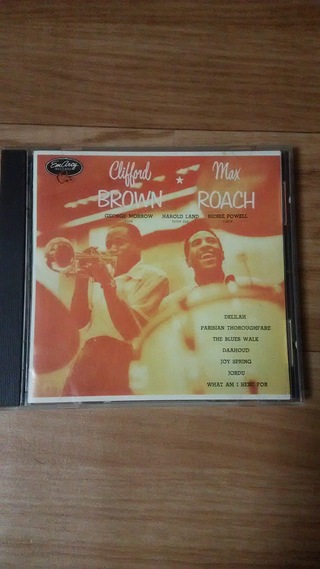 EmArcy
Clifford
BROWN
★
Max
ROACH
GEORGE MORROW
HAROLD LAND
RICHIE POWELL
DELILAH
PARISIAN THOROUGHFARE
THE BLUES WALK
DAAHOUD
JOY SPRING
JORDU
WHAT AM I HERE FOR